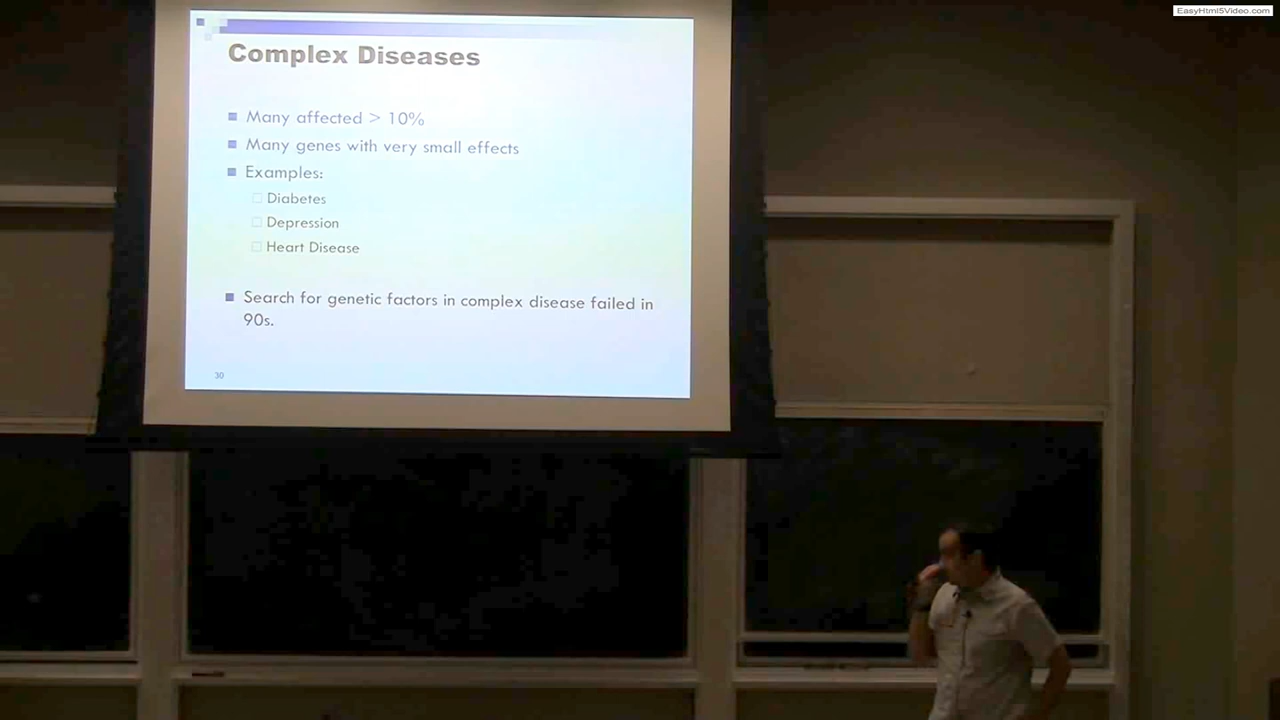 EasyHtml5Video.com
Complex Diseases
Many affected > 10%
Many genes with very small effects
Examples:
Diabetes
Depression
Heart Disease
Search for genetic factors in complex disease failed in
90s.
30